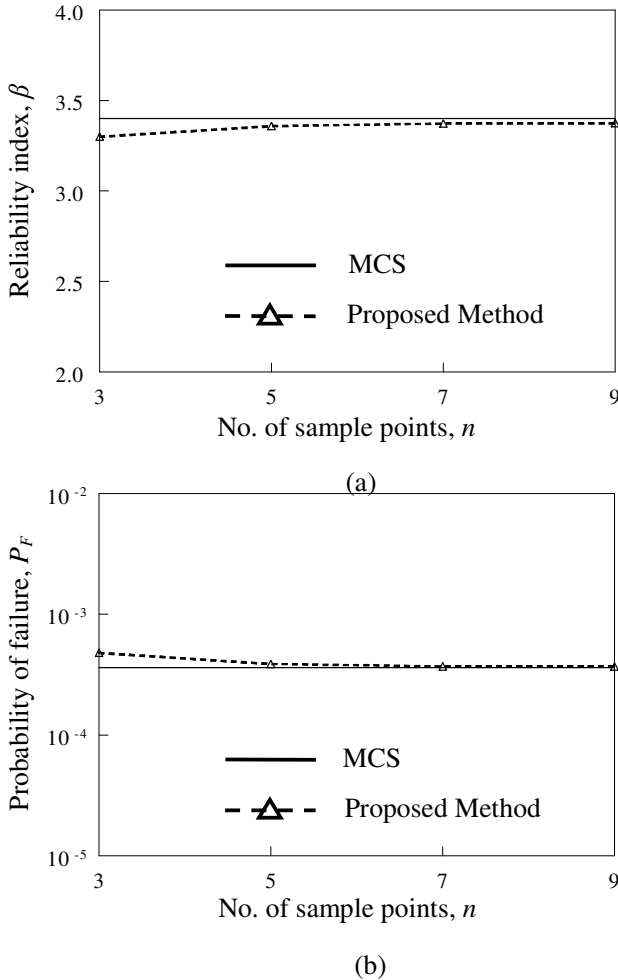 4.0
3.5
3.0
2.5
2.0
Reliability index, β
MCS
Proposed Method
3 5 7 9
No. of sample points, n
(a)
10⁻²
10⁻³
10⁻⁴
10⁻⁵
Probability of failure, P_F
MCS
Proposed Method
3 5 7 9
No. of sample points, n
(b)